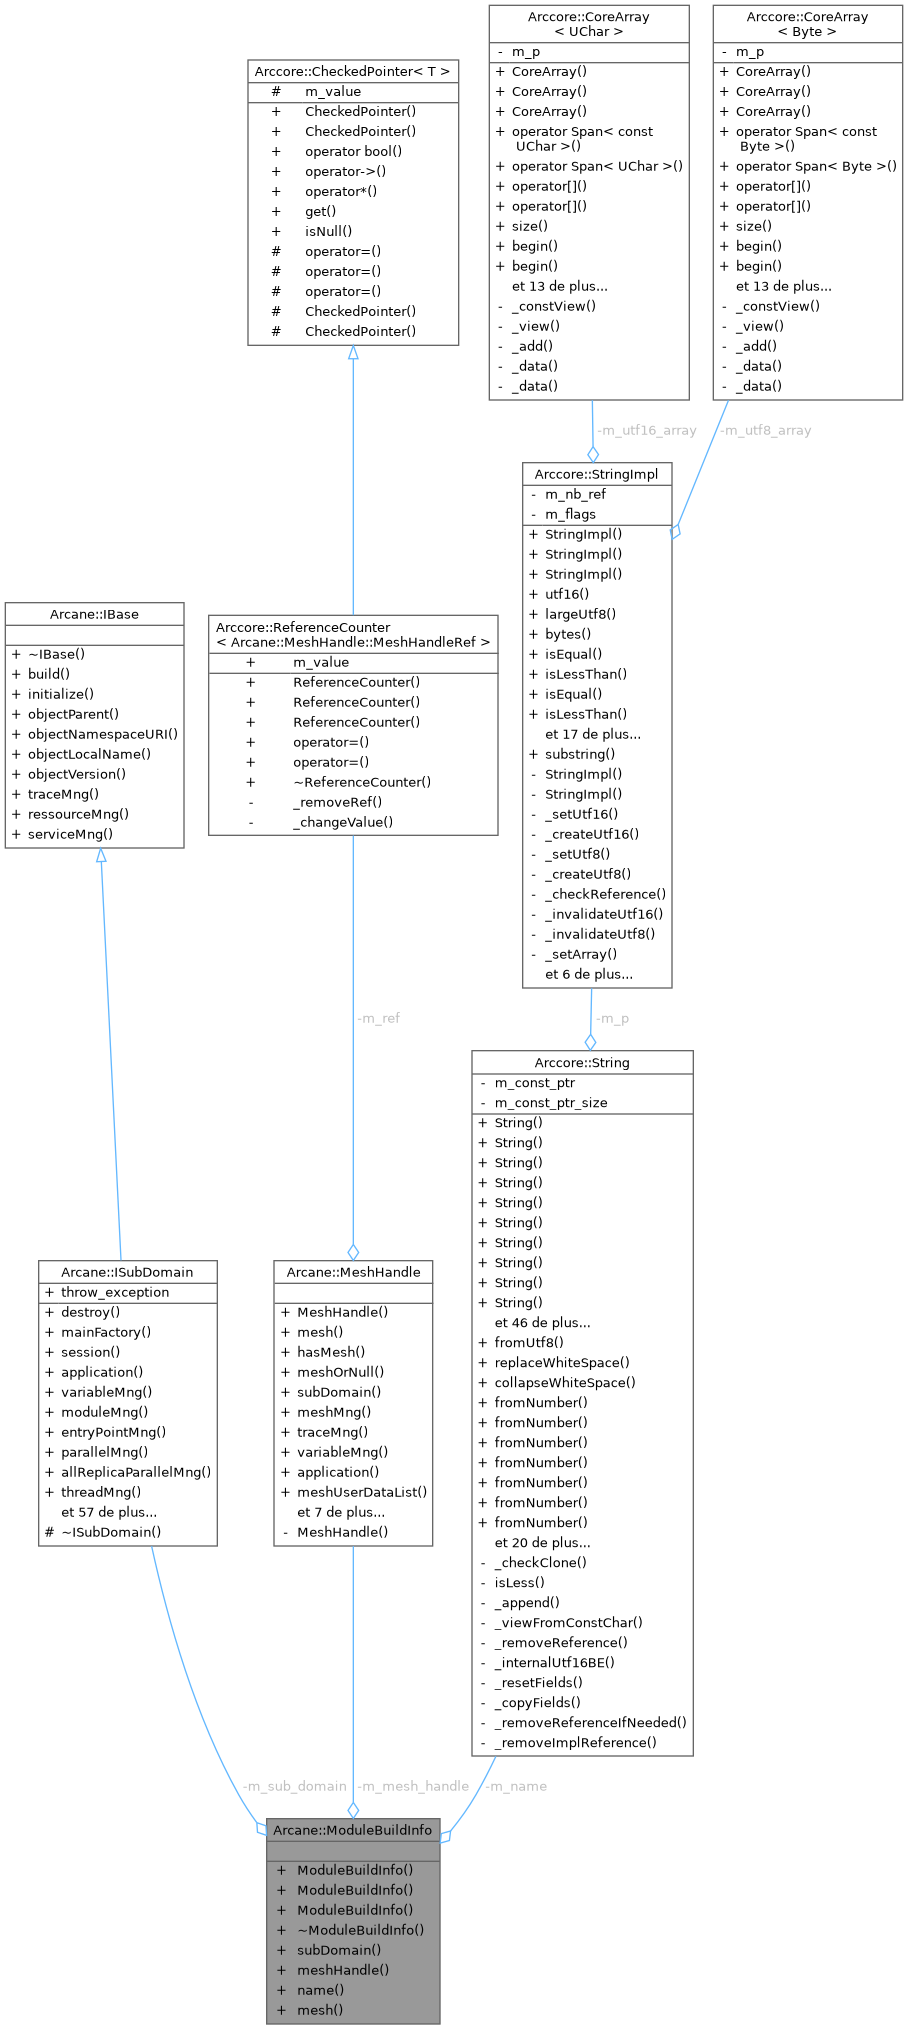 Arccore::CoreArray
< UChar >
- m_p
+ CoreArray()
+ CoreArray()
+ CoreArray()
+ operator Span< const
UChar >()
+ operator Span< UChar >()
+ operator[]()
+ operator[]()
+ size()
+ begin()
+ begin()
et 13 de plus...
- _constView()
- _view()
- _add()
- _data()
- _data()
Arccore::CoreArray
< Byte >
- m_p
+ CoreArray()
+ CoreArray()
+ CoreArray()
+ operator Span< const
Byte >()
+ operator Span< Byte >()
+ operator[]()
+ operator[]()
+ size()
+ begin()
+ begin()
et 13 de plus...
- _constView()
- _view()
- _add()
- _data()
- _data()
Arccore::CheckedPointer< T >
# m_value
+ CheckedPointer()
+ CheckedPointer()
+ operator bool()
+ operator->()
+ operator*()
+ get()
+ isNull()
# operator=()
# operator=()
# operator=()
# CheckedPointer()
# CheckedPointer()
-m_utf16_array
-m_utf8_array
Arccore::StringImpl
- m_nb_ref
- m_flags
+ StringImpl()
+ StringImpl()
+ StringImpl()
+ utf16()
+ largeUtf8()
+ bytes()
+ isEqual()
+ isLessThan()
+ isEqual()
+ isLessThan()
et 17 de plus...
+ substring()
- StringImpl()
- StringImpl()
- _setUtf16()
- _createUtf16()
- _setUtf8()
- _createUtf8()
- _checkReference()
- _invalidateUtf16()
- _invalidateUtf8()
- _setArray()
et 6 de plus...
Arcane::IBase
+ ~IBase()
+ build()
+ initialize()
+ objectParent()
+ objectNamespaceURI()
+ objectLocalName()
+ objectVersion()
+ traceMng()
+ ressourceMng()
+ serviceMng()
Arccore::ReferenceCounter
< Arcane::MeshHandle::MeshHandleRef >
+ m_value
+ ReferenceCounter()
+ ReferenceCounter()
+ ReferenceCounter()
+ operator=()
+ operator=()
+ ~ReferenceCounter()
- _removeRef()
- _changeValue()
-m_ref
-m_p
Arccore::String
- m_const_ptr
- m_const_ptr_size
+ String()
+ String()
+ String()
+ String()
+ String()
+ String()
+ String()
+ String()
+ String()
+ String()
et 46 de plus...
+ fromUtf8()
+ replaceWhiteSpace()
+ collapseWhiteSpace()
+ fromNumber()
+ fromNumber()
+ fromNumber()
+ fromNumber()
+ fromNumber()
+ fromNumber()
+ fromNumber()
et 20 de plus...
- _checkClone()
- isLess()
- _append()
- _viewFromConstChar()
- _removeReference()
- _internalUtf16BE()
- _resetFields()
- _copyFields()
- _removeReferenceIfNeeded()
- _removeImplReference()
Arcane::ISubDomain
+ throw_exception
+ destroy()
+ mainFactory()
+ session()
+ application()
+ variableMng()
+ moduleMng()
+ entryPointMng()
+ parallelMng()
+ allReplicaParallelMng()
+ threadMng()
et 57 de plus...
# ~ISubDomain()
Arcane::MeshHandle
+ MeshHandle()
+ mesh()
+ hasMesh()
+ meshOrNull()
+ subDomain()
+ meshMng()
+ traceMng()
+ variableMng()
+ application()
+ meshUserDataList()
et 7 de plus...
- MeshHandle()
-m_sub_domain
-m_mesh_handle
-m_name
Arcane::ModuleBuildInfo
+ ModuleBuildInfo()
+ ModuleBuildInfo()
+ ModuleBuildInfo()
+ ~ModuleBuildInfo()
+ subDomain()
+ meshHandle()
+ name()
+ mesh()